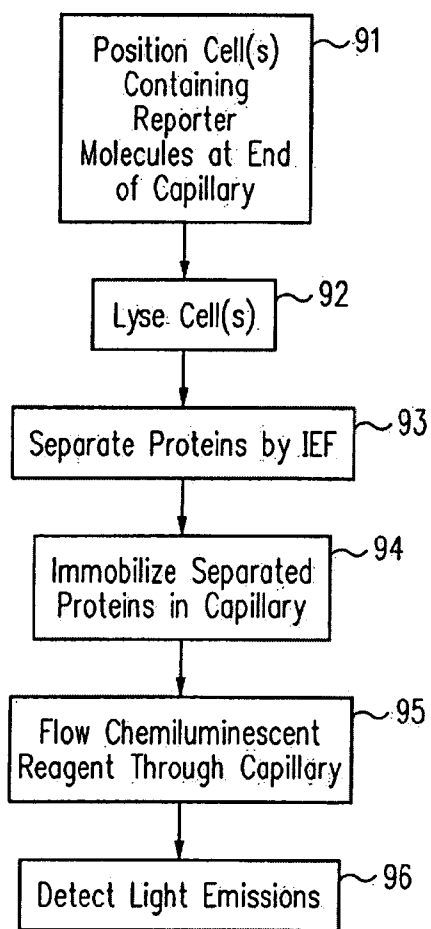 91
Position Cell(s)
Containing
Reporter
Molecules at End
of Capillary
92
Lyse Cell(s)
93
Separate Proteins by IEF
94
Immobilize Separated
Proteins in Capillary
95
Flow Chemiluminescent
Reagent Through Capillary
96
Detect Light Emissions